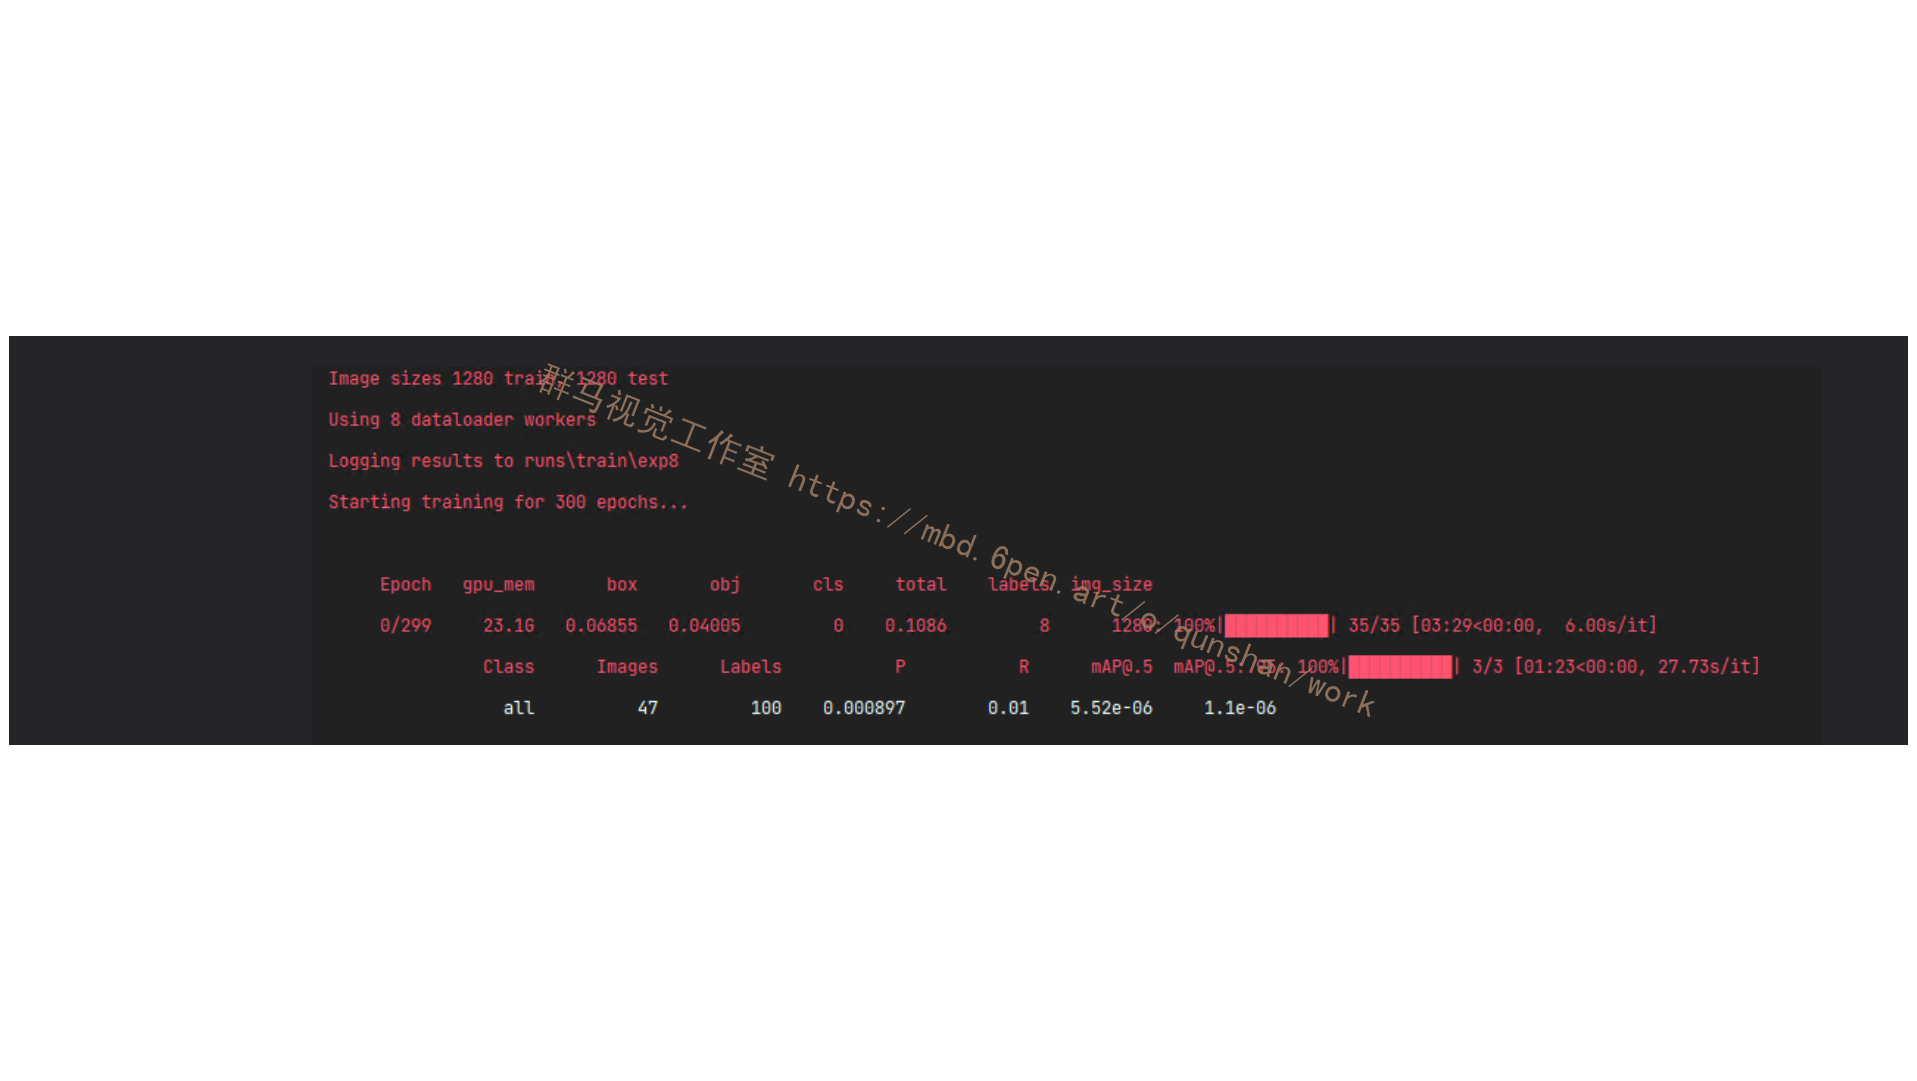 Image sizes 1280 train, 1280 test
Using 8 dataloader workers
Logging results to runs\train\exp8
Starting training for 300 epochs...
Epoch gpu_mem box obj cls total labels img_size
0/299 23.1G 0.06855 0.04005 0 0.1086 8 1280: 100%| | 35/35 [03:29<00:00, 6.00s/it]
Class Images Labels P R mAP@.5 mAP@.5:.95: 100%| | 3/3 [01:23<00:00, 27.73s/it]
all 47 100 0.000897 0.01 5.52e-06 1.1e-06
群马视觉工作室 https://mbd.6pen.art/o/qunshan/work